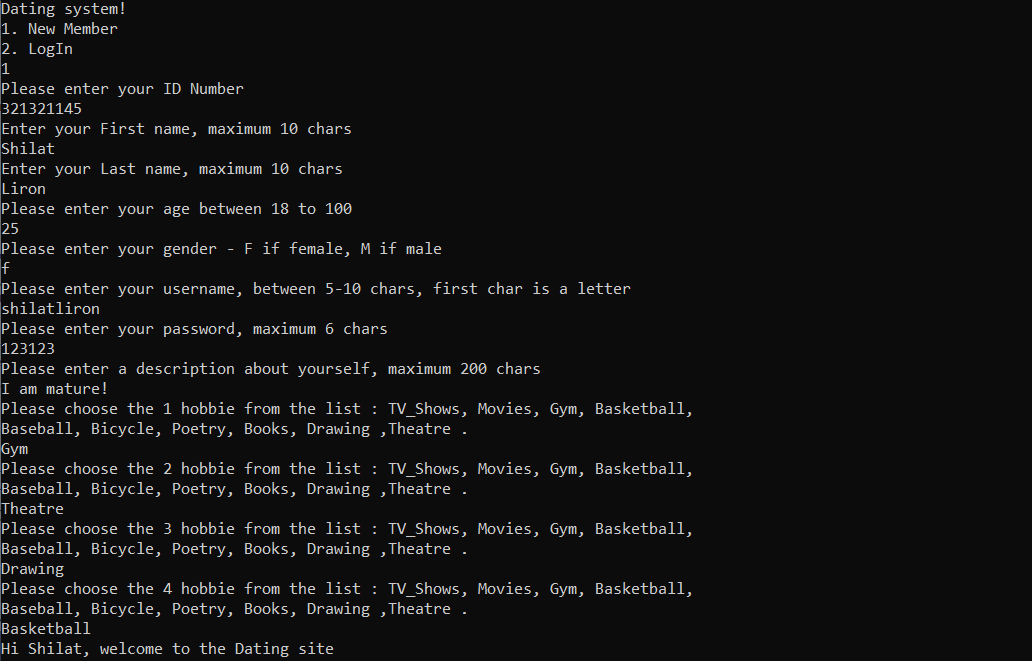 Dating system!
1. New Member
2. LogIn
1
Please enter your ID Number
321321145
Enter your First name, maximum 10 chars
Shilat
Enter your Last name, maximum 10 chars
Liron
Please enter your age between 18 to 100
25
Please enter your gender - F if female, M if male
f
Please enter your username, between 5-10 chars, first char is a letter
shilatliron
Please enter your password, maximum 6 chars
123123
Please enter a description about yourself, maximum 200 chars
I am mature!
Please choose the 1 hobbie from the list : TV_Shows, Movies, Gym, Basketball,
Baseball, Bicycle, Poetry, Books, Drawing ,Theatre .
Gym
Please choose the 2 hobbie from the list : TV_Shows, Movies, Gym, Basketball,
Baseball, Bicycle, Poetry, Books, Drawing ,Theatre .
Theatre
Please choose the 3 hobbie from the list : TV_Shows, Movies, Gym, Basketball,
Baseball, Bicycle, Poetry, Books, Drawing ,Theatre .
Drawing
Please choose the 4 hobbie from the list : TV_Shows, Movies, Gym, Basketball,
Baseball, Bicycle, Poetry, Books, Drawing ,Theatre .
Basketball
Hi Shilat, welcome to the Dating site